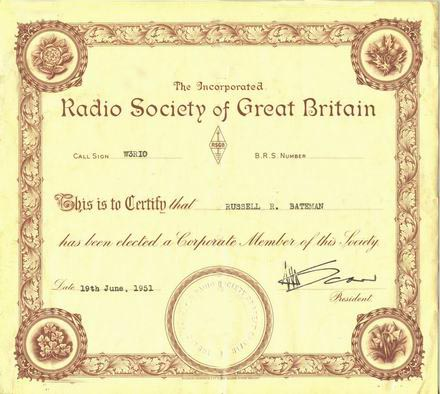 The Incorporated
Radio Society of Great Britain
RSGB
CALL SIGN W3RIO B.R.S. NUMBER
This is to Certify that RUSSELL R. BATEMAN
has been elected a Corporate Member of this Society.
Date 19th June, 1951
President.